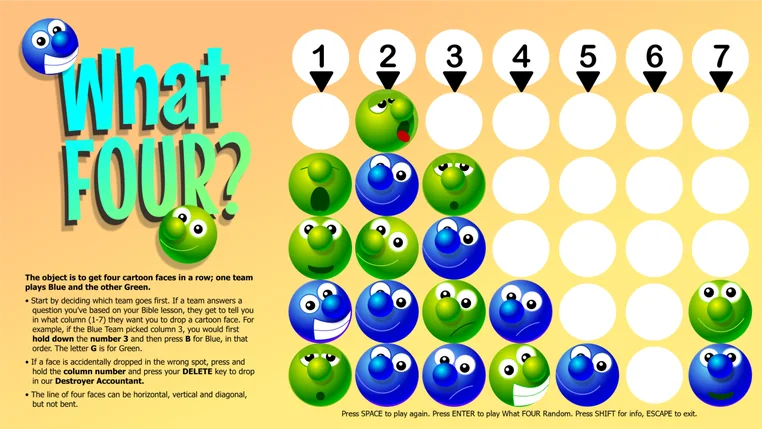 What
FOUR?
1 2 3 4 5 6 7
The object is to get four cartoon faces in a row; one team
plays Blue and the other Green.
• Start by deciding which team goes first. If a team answers a
question you've based on your Bible lesson, they get to tell you
in what column (1-7) they want you to drop a cartoon face. For
example, if the Blue Team picked column 3, you would first
hold down the number 3 and then press B for Blue, in that
order. The letter G is for Green.
• If a face is accidentally dropped in the wrong spot, press and
hold the column number and press your DELETE key to drop
in our Destroyer Accountant.
• The line of four faces can be horizontal, vertical and diagonal,
but not bent.
Press SPACE to play again. Press ENTER to play What FOUR Random. Press SHIFT for info, ESCAPE to exit.